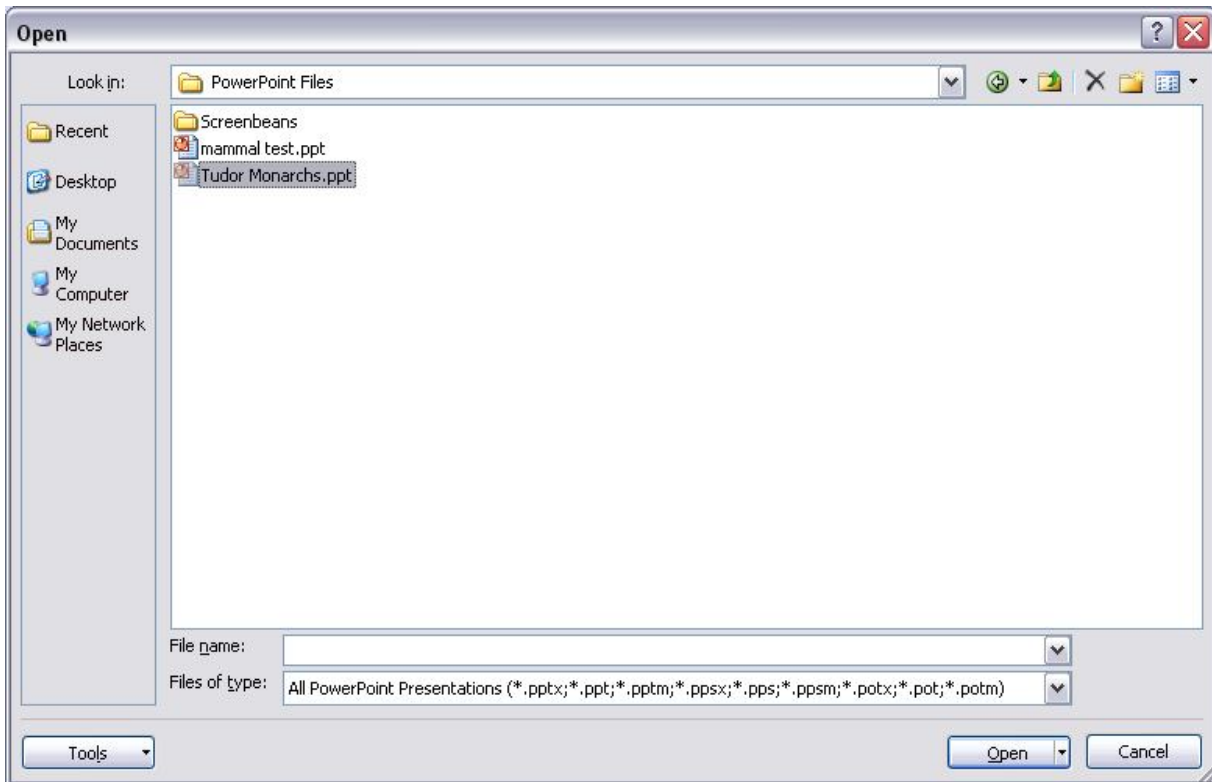 Open
Look in:
PowerPoint Files
Recent
Desktop
My
Documents
My
Computer
My Network
Places
Screenbeans
mammal test.ppt
Tudor Monarchs.ppt
File name:
Files of type:
All PowerPoint Presentations (*.pptx;*.ppt;*.pptm;*.ppsx;*.pps;*.ppsm;*.potx;*.pot;*.potm)
Tools
Open
Cancel